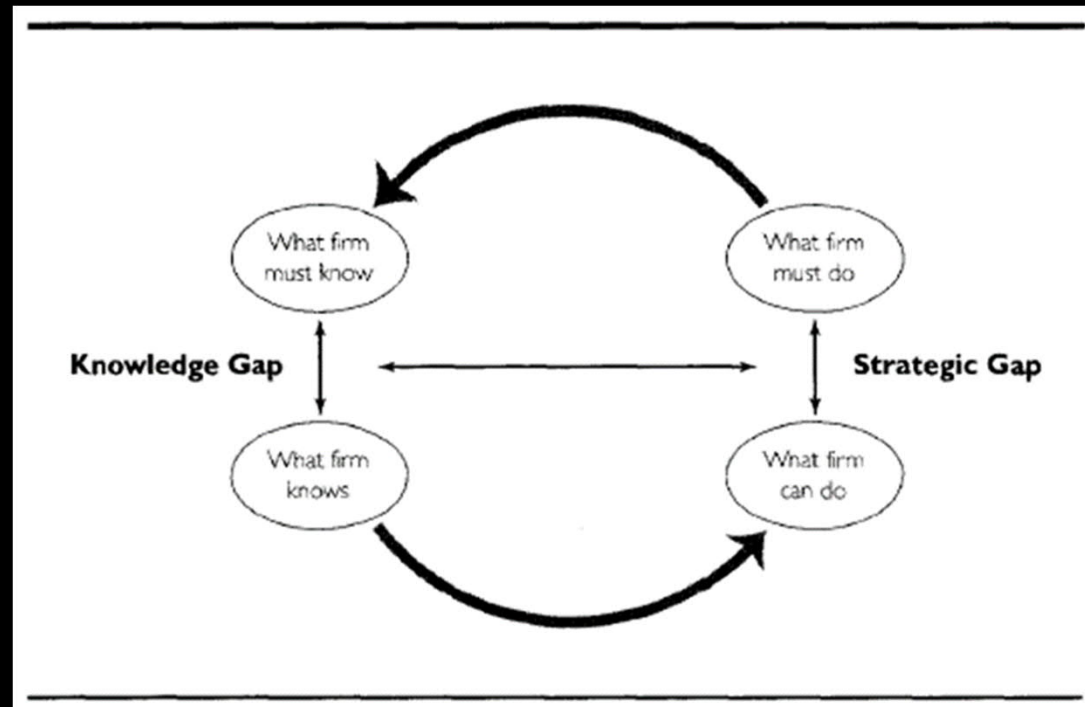 What firm
must know
What firm
must do
Knowledge Gap
Strategic Gap
What firm
knows
What firm
can do